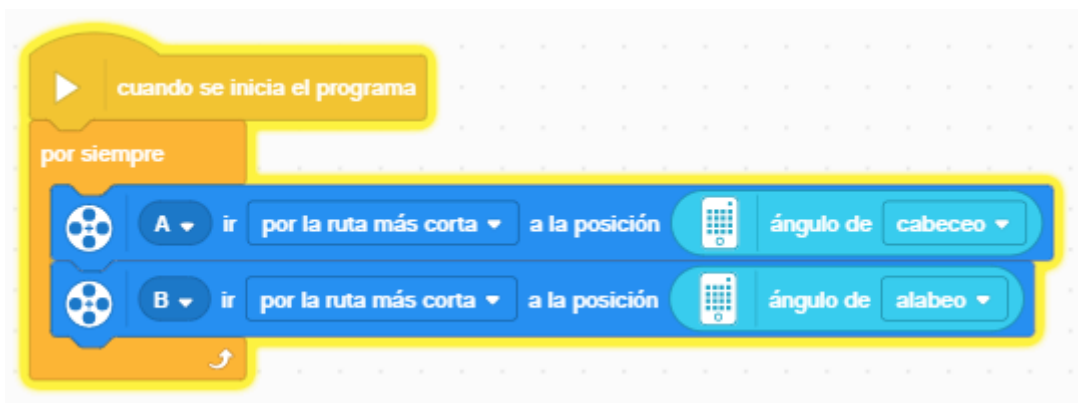 cuando se inicia el programa
por siempre
A ir por la ruta más corta a la posición ángulo de cabeceo
B ir por la ruta más corta a la posición ángulo de alabeo